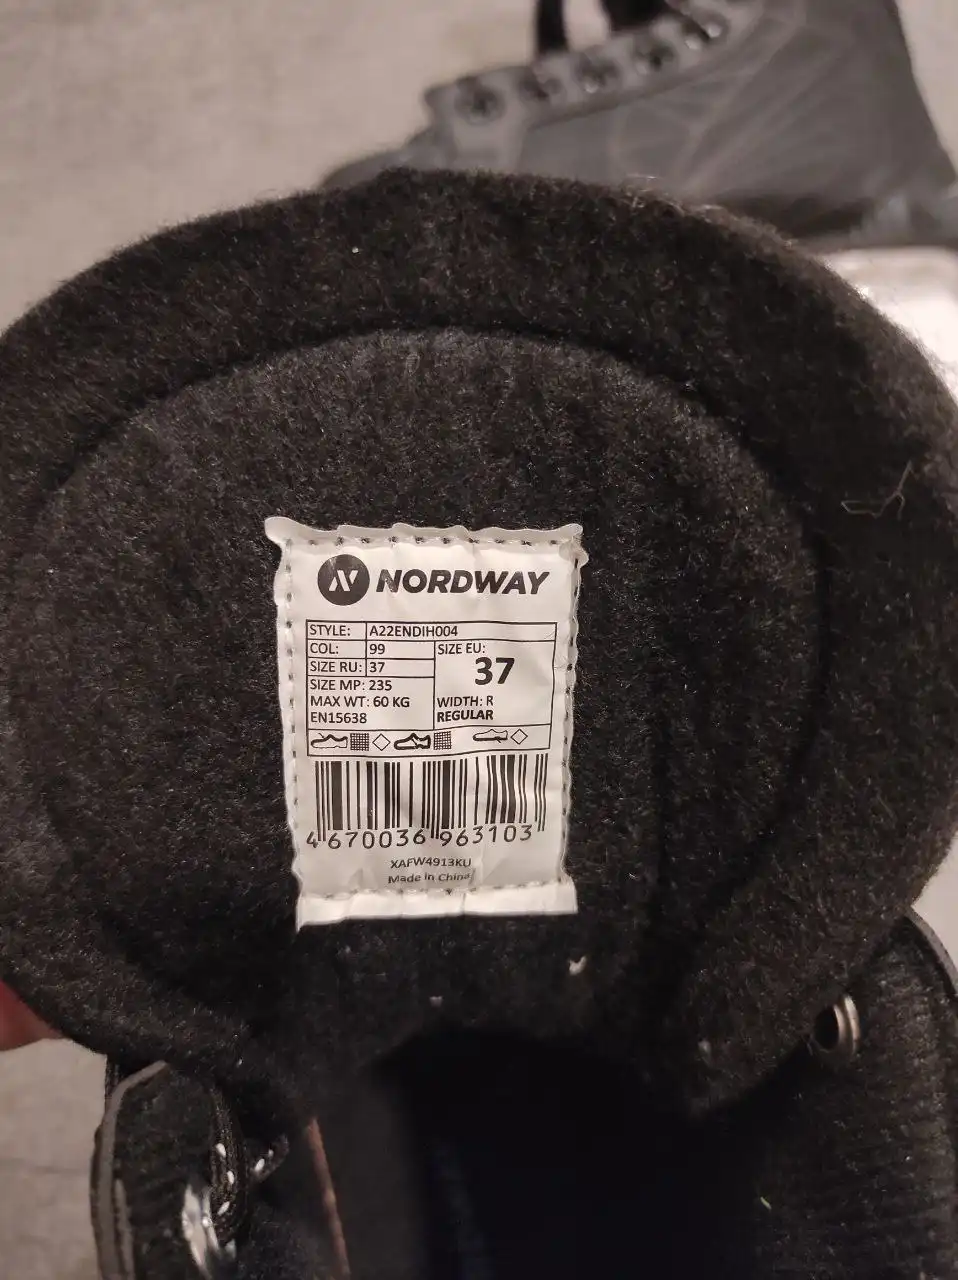 NORDWAY
STYLE: A22ENDIH004
COL: 99
SIZE RU: 37
SIZE MP: 235
MAX WT: 60 KG
EN15638
SIZE EU:
37
WIDTH: R
REGULAR
4 670036 963103
XAFW4913KU
Made in China